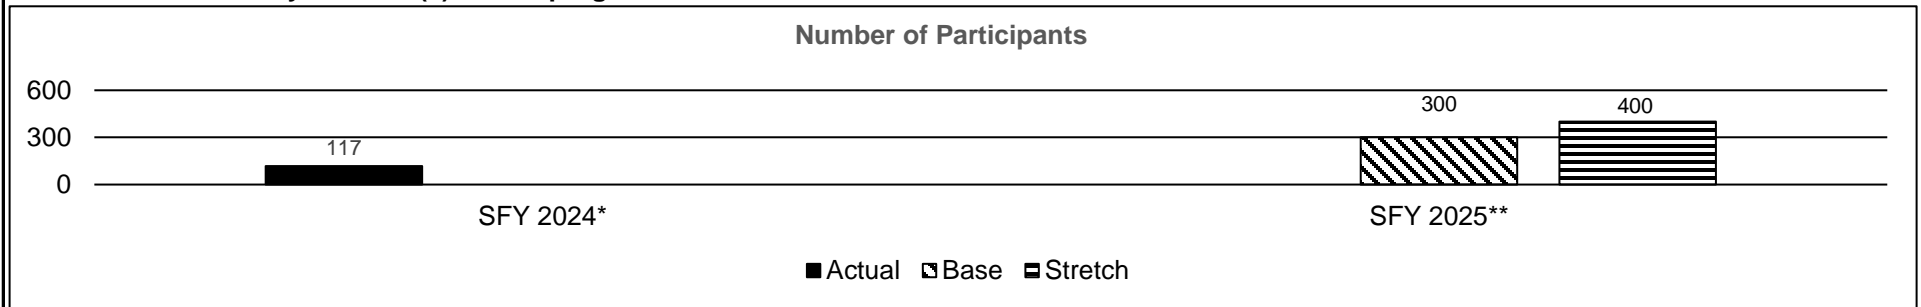 Number of Participants
600
300
0
117
300
400
SFY 2024*
SFY 2025**
Actual Base Stretch